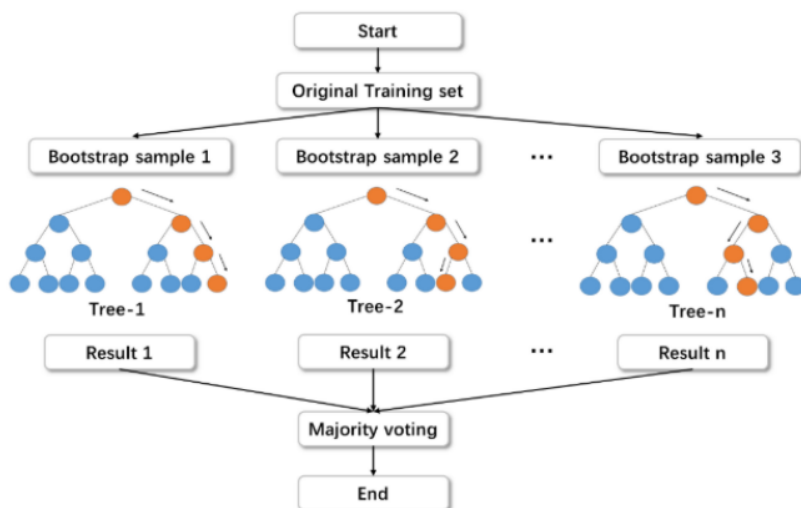 Start
Original Training set
Bootstrap sample 1
Bootstrap sample 2
...
Bootstrap sample 3
...
Tree-1
Tree-2
Tree-n
Result 1
Result 2
...
Result n
Majority voting
End